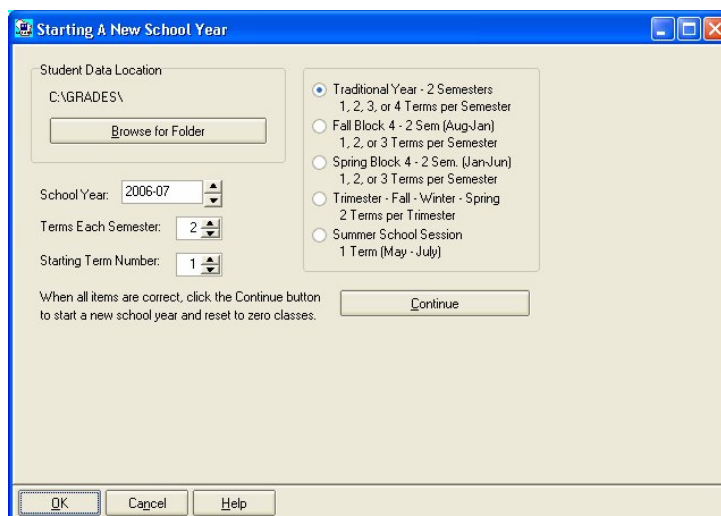 Starting A New School Year
Student Data Location
C:\GRADES\
Browse for Folder
School Year: 2006-07
Terms Each Semester: 2
Starting Term Number: 1
Traditional Year - 2 Semesters
1, 2, 3, or 4 Terms per Semester
Fall Block 4 - 2 Sem (Aug-Jan)
1, 2, or 3 Terms per Semester
Spring Block 4 - 2 Sem. (Jan-Jun)
1, 2, or 3 Terms per Semester
Trimester - Fall - Winter - Spring
2 Terms per Trimester
Summer School Session
1 Term (May - July)
When all items are correct, click the Continue button
to start a new school year and reset to zero classes.
Continue
OK Cancel Help